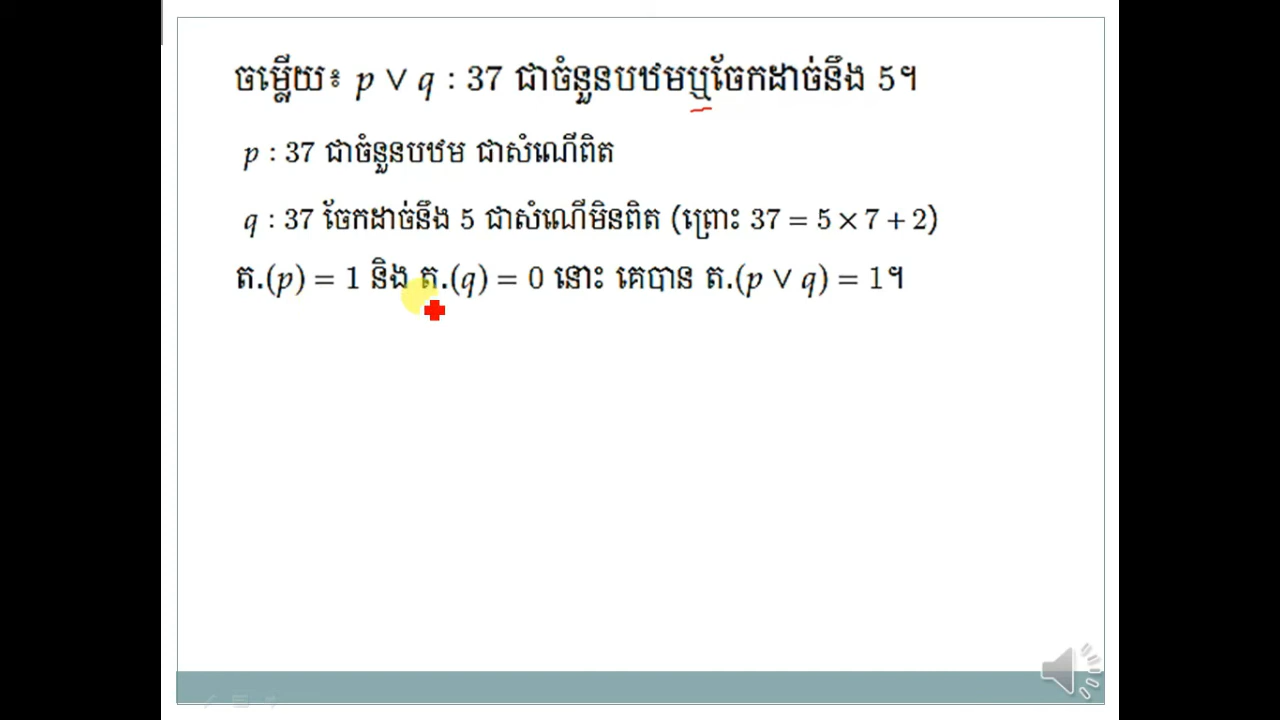 ចម្លើយ៖ p ∨ q : 37 ជាចំនួនបឋមឬចែកដាច់នឹង 5។
p : 37 ជាចំនួនបឋម ជាសំណើពិត
q : 37 ចែកដាច់នឹង 5 ជាសំណើមិនពិត (ព្រោះ 37 = 5 × 7 + 2)
ត.(p) = 1 និង ត.(q) = 0 នោះ គេបាន ត.(p ∨ q) = 1។